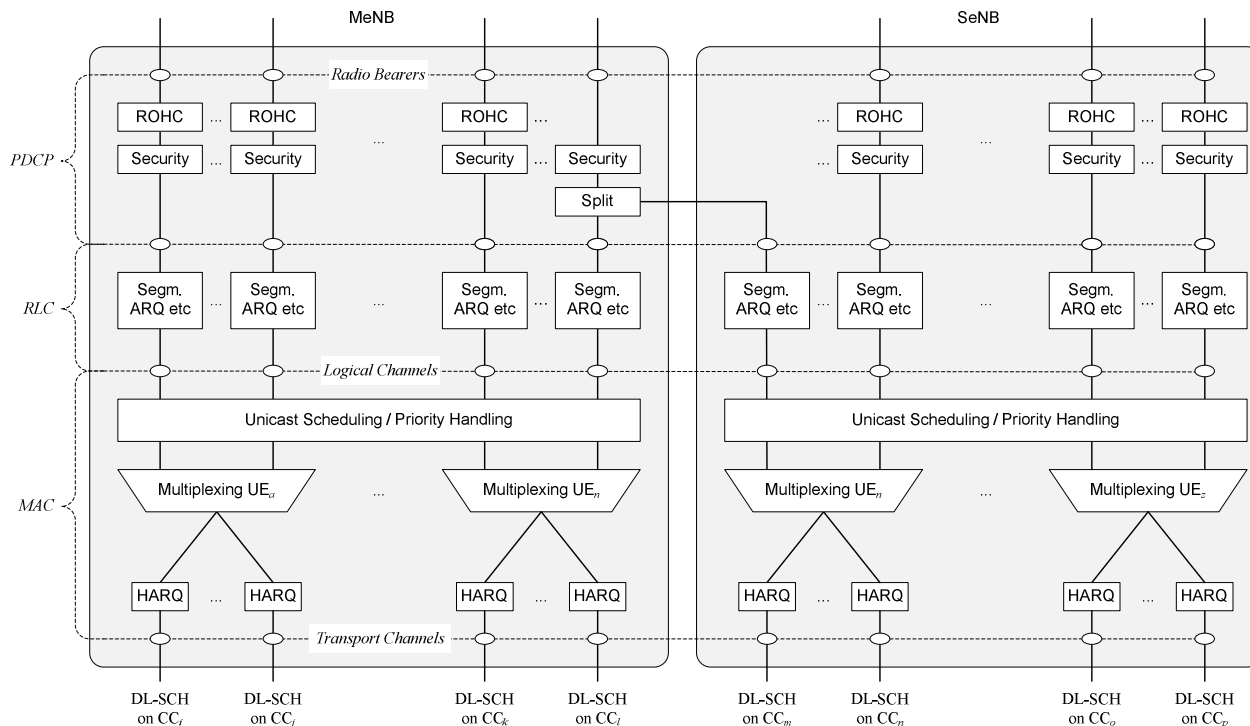 MeNB
SeNB
Radio Bearers
ROHC ... ROHC ROHC ... ... ROHC ROHC ... ROHC
... ...
PDCP
Security ... Security Security ... Security ... Security Security ... Security
Split
Segm. Segm. Segm. Segm. Segm. Segm. Segm. Segm.
RLC
ARQ etc ... ARQ etc ... ARQ etc ... ARQ etc ARQ etc ... ARQ etc ... ARQ etc ... ARQ etc
Logical Channels
Unicast Scheduling / Priority Handling Unicast Scheduling / Priority Handling
Multiplexing UEa ... Multiplexing UEn Multiplexing UEn ... Multiplexing UEz
MAC
HARQ ... HARQ HARQ ... HARQ HARQ ... HARQ HARQ ... HARQ
Transport Channels
DL-SCH DL-SCH DL-SCH DL-SCH DL-SCH DL-SCH DL-SCH DL-SCH
on CCj on CCk on CCl on CCm on CCn on CCo on CCp